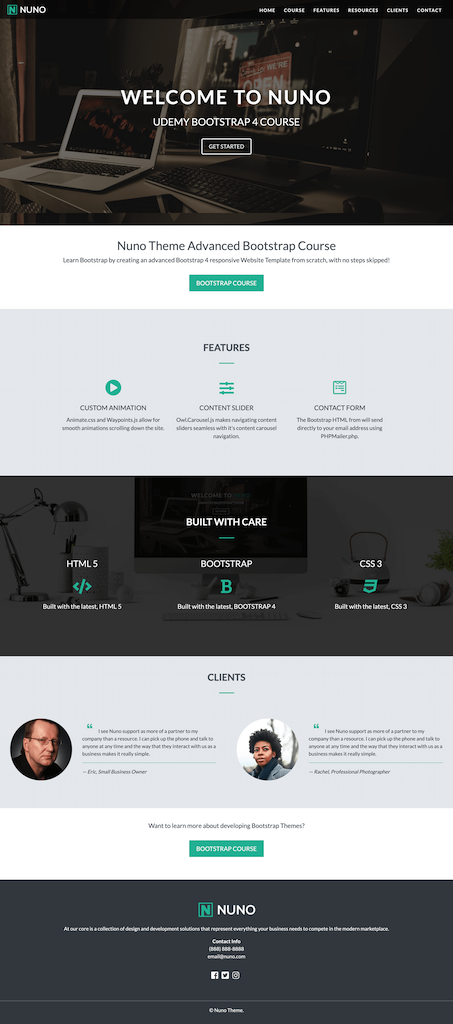 N NUNO
HOME COURSE FEATURES RESOURCES CLIENTS CONTACT
WE'RE
OPEN
WELCOME TO NUNO
UDEMY BOOTSTRAP 4 COURSE
GET STARTED
Nuno Theme Advanced Bootstrap Course
Learn Bootstrap by creating an advanced Bootstrap 4 responsive Website Template from scratch, with no steps skipped!
BOOTSTRAP COURSE
FEATURES
CUSTOM ANIMATION
Animate.css and Waypoints.js allow for
smooth animations scrolling down the site.
CONTENT SLIDER
Owl.Carousel.js makes navigating content
sliders seamless with it's content carousel
navigation.
CONTACT FORM
The Bootstrap HTML from will send
directly to your email address using
PHPMailer.php.
WELCOME TO
BUILT WITH CARE
HTML 5
Built with the latest, HTML 5
BOOTSTRAP
B
Built with the latest, BOOTSTRAP 4
CSS 3
Built with the latest, CSS 3
CLIENTS
“
I see Nuno support as more of a partner to my
company than a resource. I can pick up the phone and talk to
anyone at any time and the way that they interact with us as a
business makes it really simple.
— Eric, Small Business Owner
“
I see Nuno support as more of a partner to my
company than a resource. I can pick up the phone and talk to
anyone at any time and the way that they interact with us as a
business makes it really simple.
— Rachel, Professional Photographer
Want to learn more about developing Bootstrap Themes?
BOOTSTRAP COURSE
N NUNO
At our core is a collection of design and development solutions that represent everything your business needs to compete in the modern marketplace.
Contact Info
(888) 888-8888
email@nuno.com
© Nuno Theme.